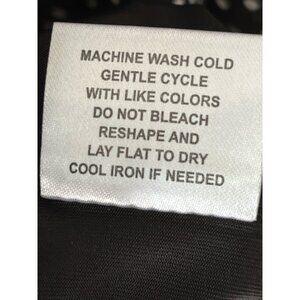 MACHINE WASH COLD
GENTLE CYCLE
WITH LIKE COLORS
DO NOT BLEACH
RESHAPE AND
LAY FLAT TO DRY
COOL IRON IF NEEDED